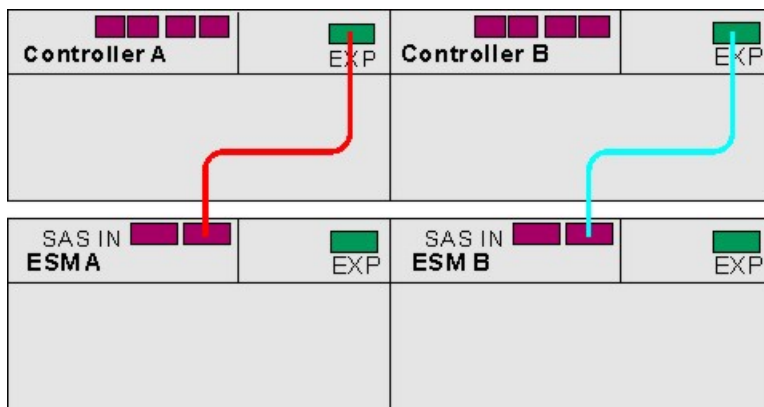 Controller A
EXP
Controller B
EXP
SAS IN
ESM A
EXP
SAS IN
ESM B
EXP